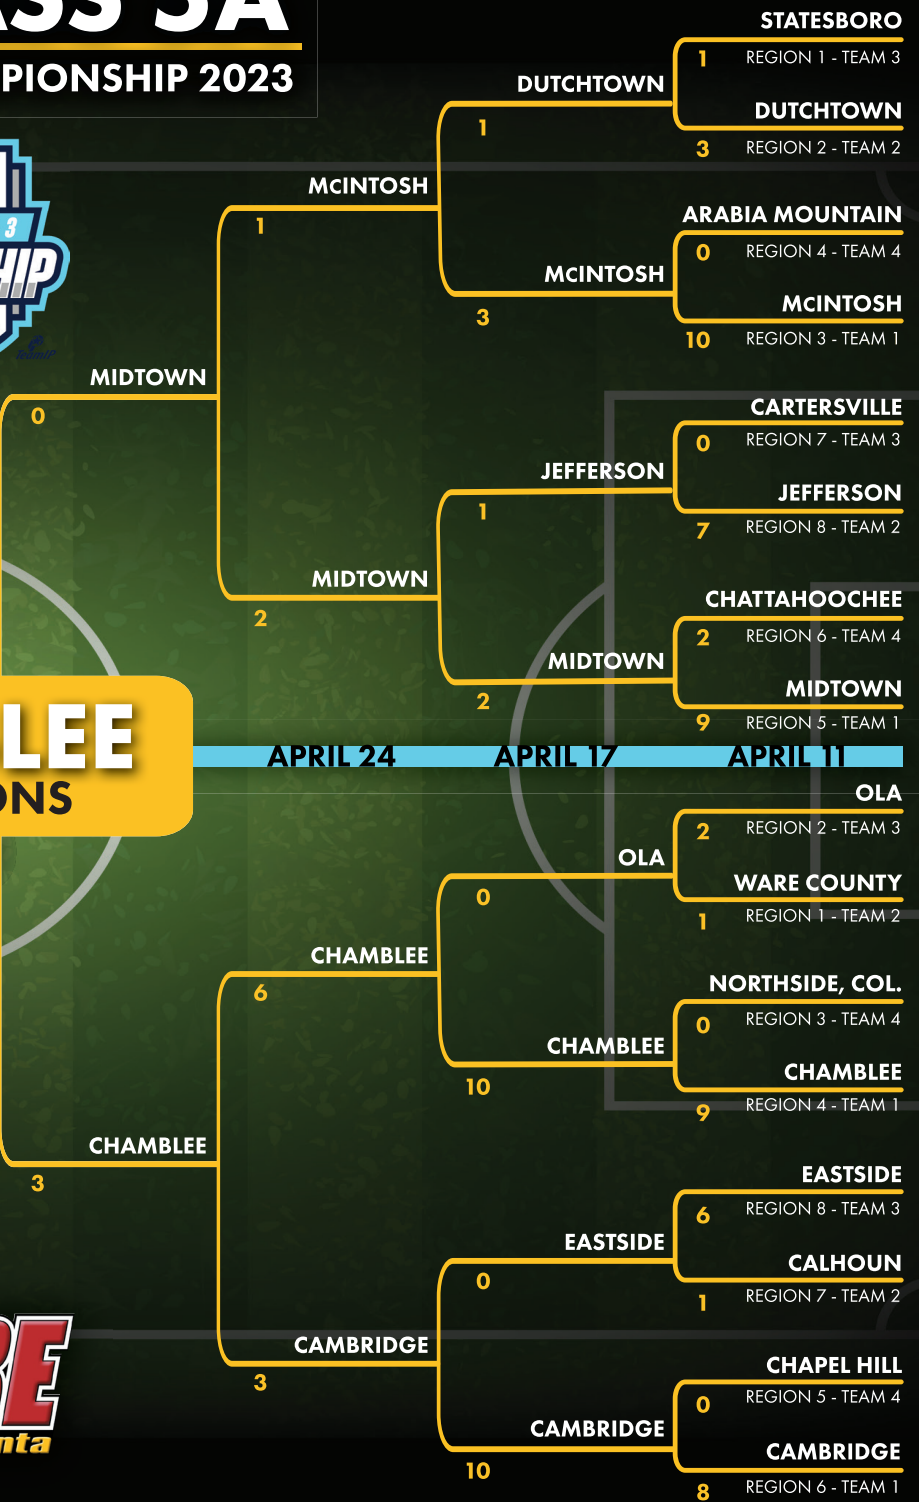 ASS 5A
PIONSHIP 2023
3
HIP
TeamIP
STATESBORO
1
REGION 1 - TEAM 3
DUTCHTOWN
1
DUTCHTOWN
3
REGION 2 - TEAM 2
McINTOSH
1
ARABIA MOUNTAIN
0
REGION 4 - TEAM 4
McINTOSH
3
McINTOSH
10
REGION 3 - TEAM 1
MIDTOWN
0
CARTERSVILLE
0
REGION 7 - TEAM 3
JEFFERSON
1
JEFFERSON
7
REGION 8 - TEAM 2
MIDTOWN
2
CHATTAHOOCHEE
2
REGION 6 - TEAM 4
MIDTOWN
2
MIDTOWN
9
REGION 5 - TEAM 1
LEE
ONS
APRIL 24 APRIL 17 APRIL 11
OLA
2
REGION 2 - TEAM 3
OLA
0
WARE COUNTY
1
REGION 1 - TEAM 2
CHAMBLEE
6
NORTHSIDE, COL.
0
REGION 3 - TEAM 4
CHAMBLEE
10
CHAMBLEE
9
REGION 4 - TEAM 1
CHAMBLEE
3
EASTSIDE
6
REGION 8 - TEAM 3
EASTSIDE
0
CALHOUN
1
REGION 7 - TEAM 2
CAMBRIDGE
3
CHAPEL HILL
0
REGION 5 - TEAM 4
CAMBRIDGE
10
CAMBRIDGE
8
REGION 6 - TEAM 1
RE
nta